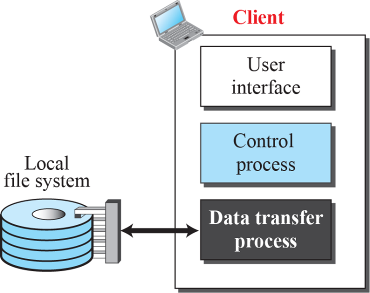 Client
User
interface
Control
process
Local
file system
Data transfer
process